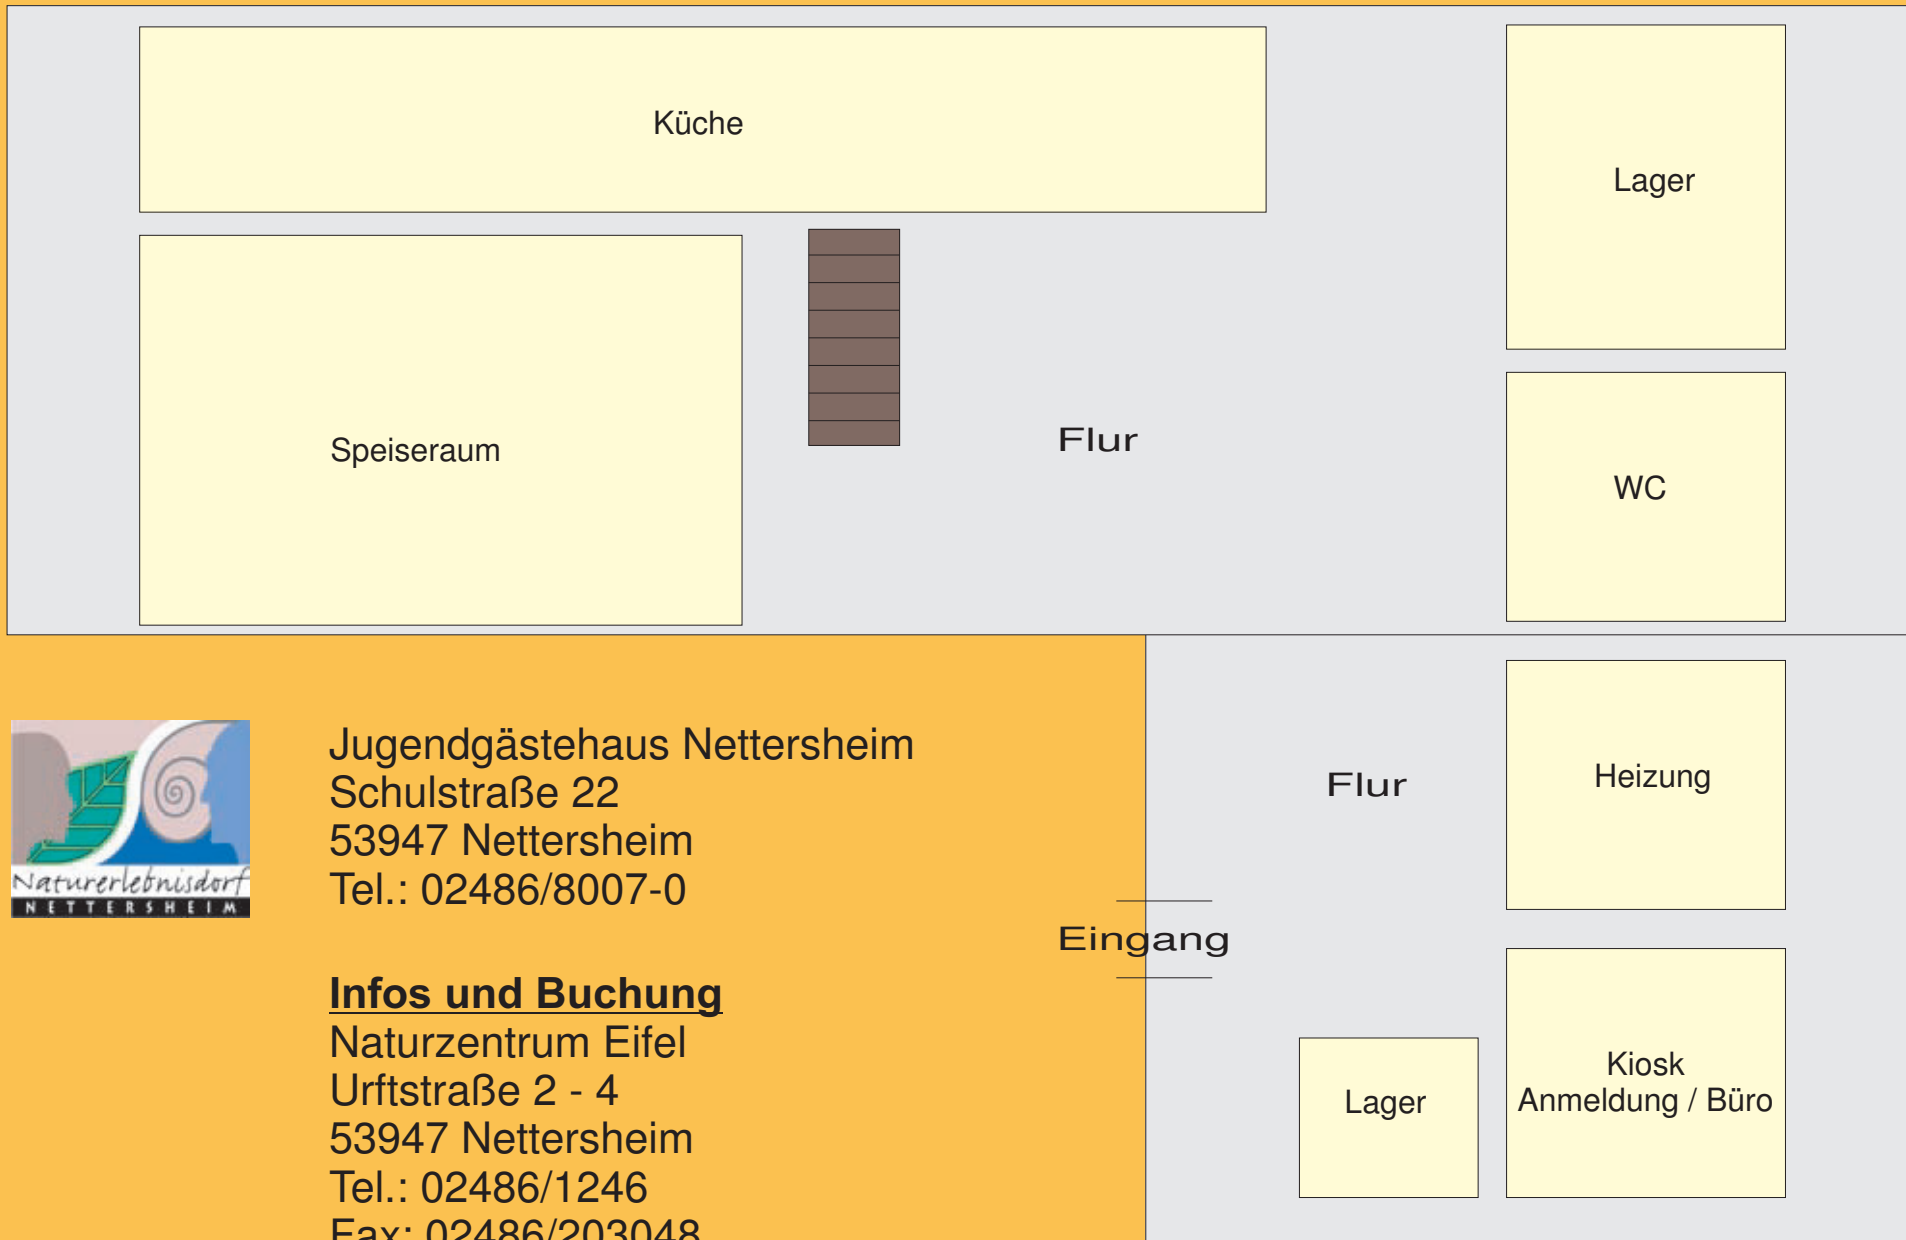 Küche
Lager
Speiseraum
Flur
WC
Flur
Heizung
Eingang
Lager
Kiosk
Anmeldung / Büro
Naturerlebnisdorf
NETTERSHEIM
Jugendgästehaus Nettersheim
Schulstraße 22
53947 Nettersheim
Tel.: 02486/8007-0
Infos und Buchung
Naturzentrum Eifel
Urftstraße 2 - 4
53947 Nettersheim
Tel.: 02486/1246
Fax: 02486/203048